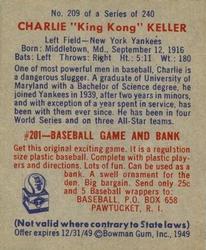 No. 209 of a Series of 240
CHARLIE "King Kong" KELLER
Left Field—New York Yankees
Born: Middletown, Md., September 12, 1916
Bats: Left Throws: Right Ht.: 5:11 Wt.: 180
One of most powerful men in baseball, Charlie is
a dangerous slugger. A graduate of University of
Maryland with a Bachelor of Science degree, he
joined Yankees in 1939, after two years in minors,
and, with exception of a year spent in service, has
been with them ever since. He has been in four
World Series and on three All-Star teams.
#201—BASEBALL GAME AND BANK
Get this original exciting game. It is a regulation
size plastic baseball. Complete with plastic play-
ers and directions. Lots of fun. Can be used as
a bank. A swell ornament for the
den. Big bargain. Send only 25c
and 5 Baseball wrappers to:
BASEBALL, P.O. BOX 658
PAWTUCKET, R. I.
(Not valid where contrary to State laws)
Offer expires 12/31/49 ©Bowman Gum, Inc., 1949